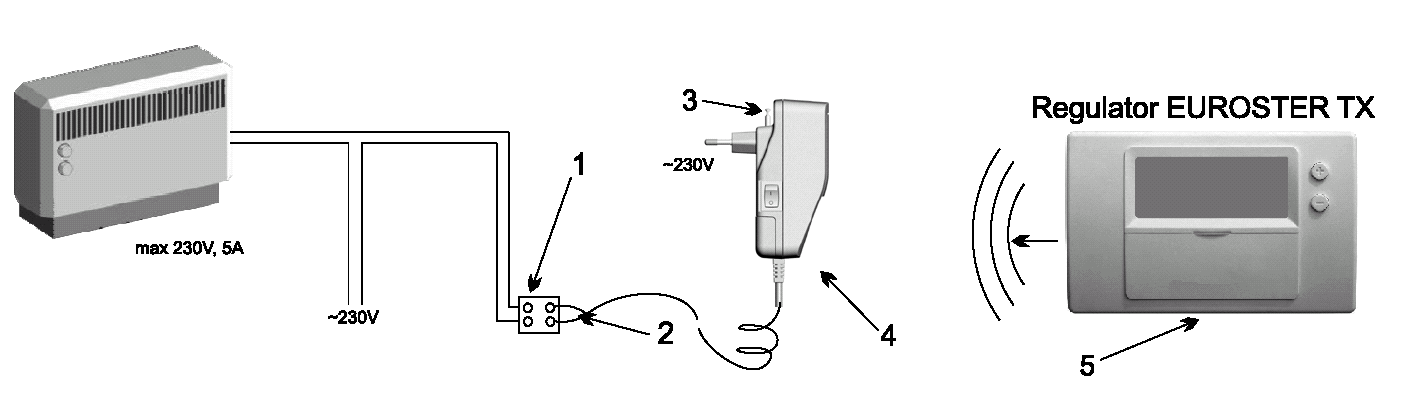 3
Regulator EUROSTER TX
~230V
1
max 230V, 5A
~230V
2
4
5